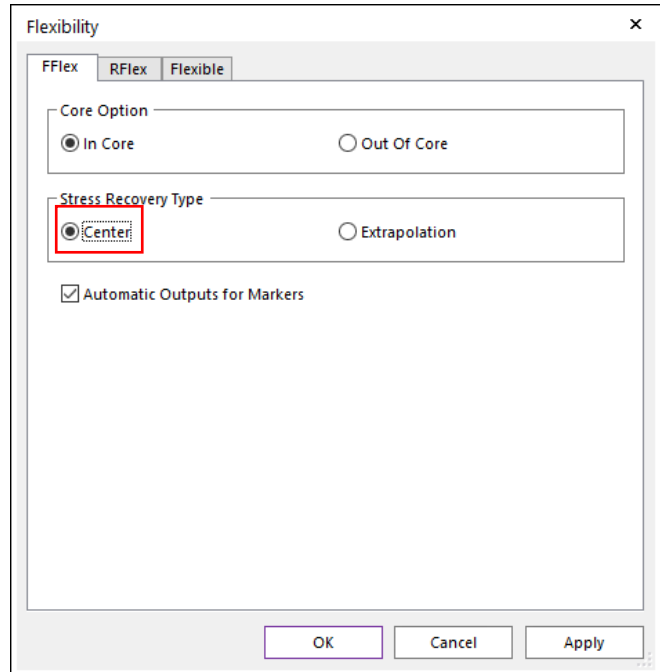 Flexibility
FFlex RFlex Flexible
Core Option
In Core Out Of Core
Stress Recovery Type
Center Extrapolation
Automatic Outputs for Markers
OK Cancel Apply